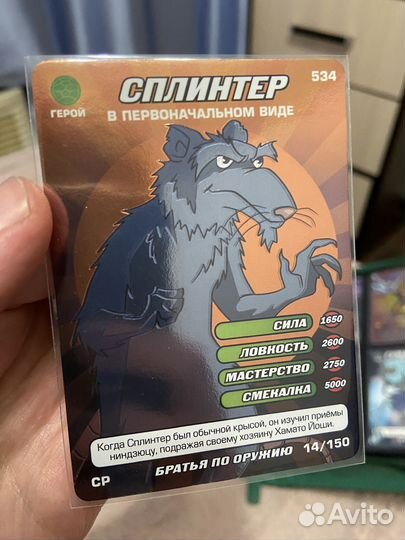 СПЛИНТЕР
534
ГЕРОЙ
В ПЕРВОНАЧАЛЬНОМ ВИДЕ
СИЛА 1650
ЛОВКОСТЬ 2600
МАСТЕРСТВО 2750
СМЕКАЛКА 5000
Когда Сплинтер был обычной крысой, он изучил приёмы
ниндзюцу, подражая своему хозяину Хамато Йоши.
СР
БРАТЬЯ ПО ОРУЖИЮ 14/150
Avito